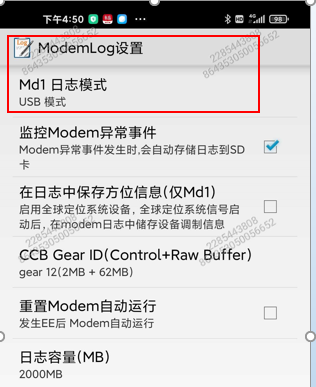 下午4:50 ... HD 4G 98
ModemLog设置
Md1 日志模式
USB 模式
监控Modem异常事件
Modem异常事件发生时,会自动存储日志到SD
卡
在日志中保存方位信息(仅Md1)
启用全球定位系统设备,全球定位系统信号启
动后,在modem日志中储存设备调制信息
CCB Gear ID(Control+Raw Buffer)
gear 12(2MB + 62MB)
重置Modem自动运行
发生EE后 Modem自动运行
日志容量(MB)
2000MB
2285443808
864353050056652
2285443808
864353050056652
2285443808
864353050056652